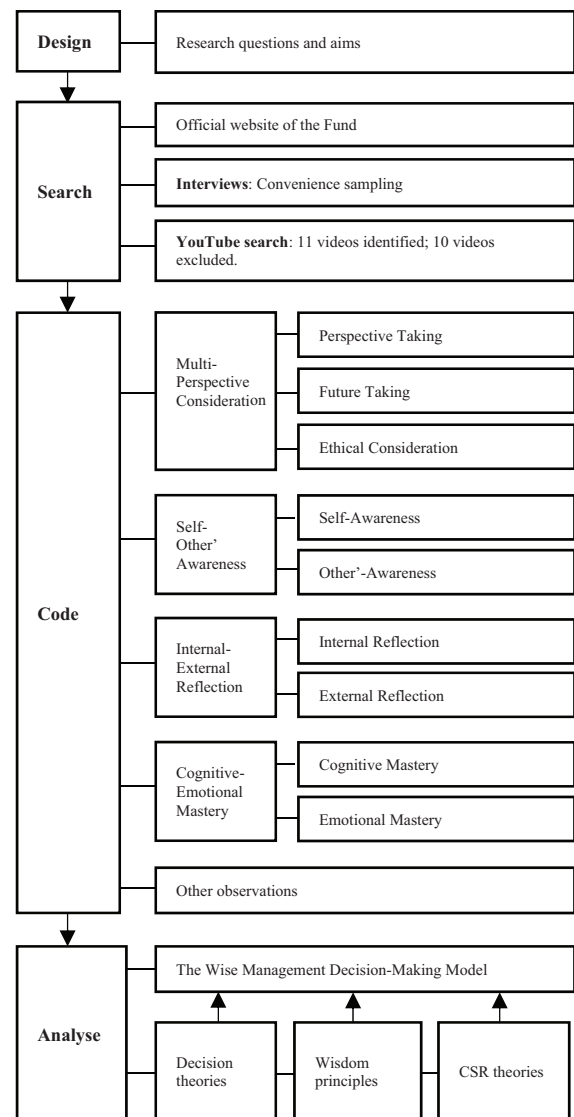 Design
Research questions and aims
Search
Official website of the Fund
Interviews: Convenience sampling
YouTube search: 11 videos identified; 10 videos
excluded.
Code
Multi-
Perspective
Consideration
Perspective Taking
Future Taking
Ethical Consideration
Self-
Other’
Awareness
Self-Awareness
Other’-Awareness
Internal-
External
Reflection
Internal Reflection
External Reflection
Cognitive-
Emotional
Mastery
Cognitive Mastery
Emotional Mastery
Other observations
Analyse
The Wise Management Decision-Making Model
Decision
theories
Wisdom
principles
CSR theories